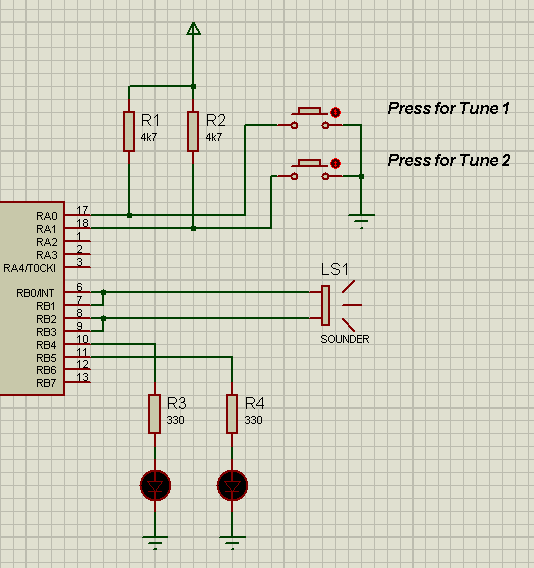 R1
4k7
R2
4k7
Press for Tune 1
Press for Tune 2
RA0 17
RA1 18
RA2 1
RA3 2
RA4/T0CKI 3
RB0/INT 6
RB1 7
RB2 8
RB3 9
RB4 10
RB5 11
RB6 12
RB7 13
LS1
SOUNDER
R3
330
R4
330